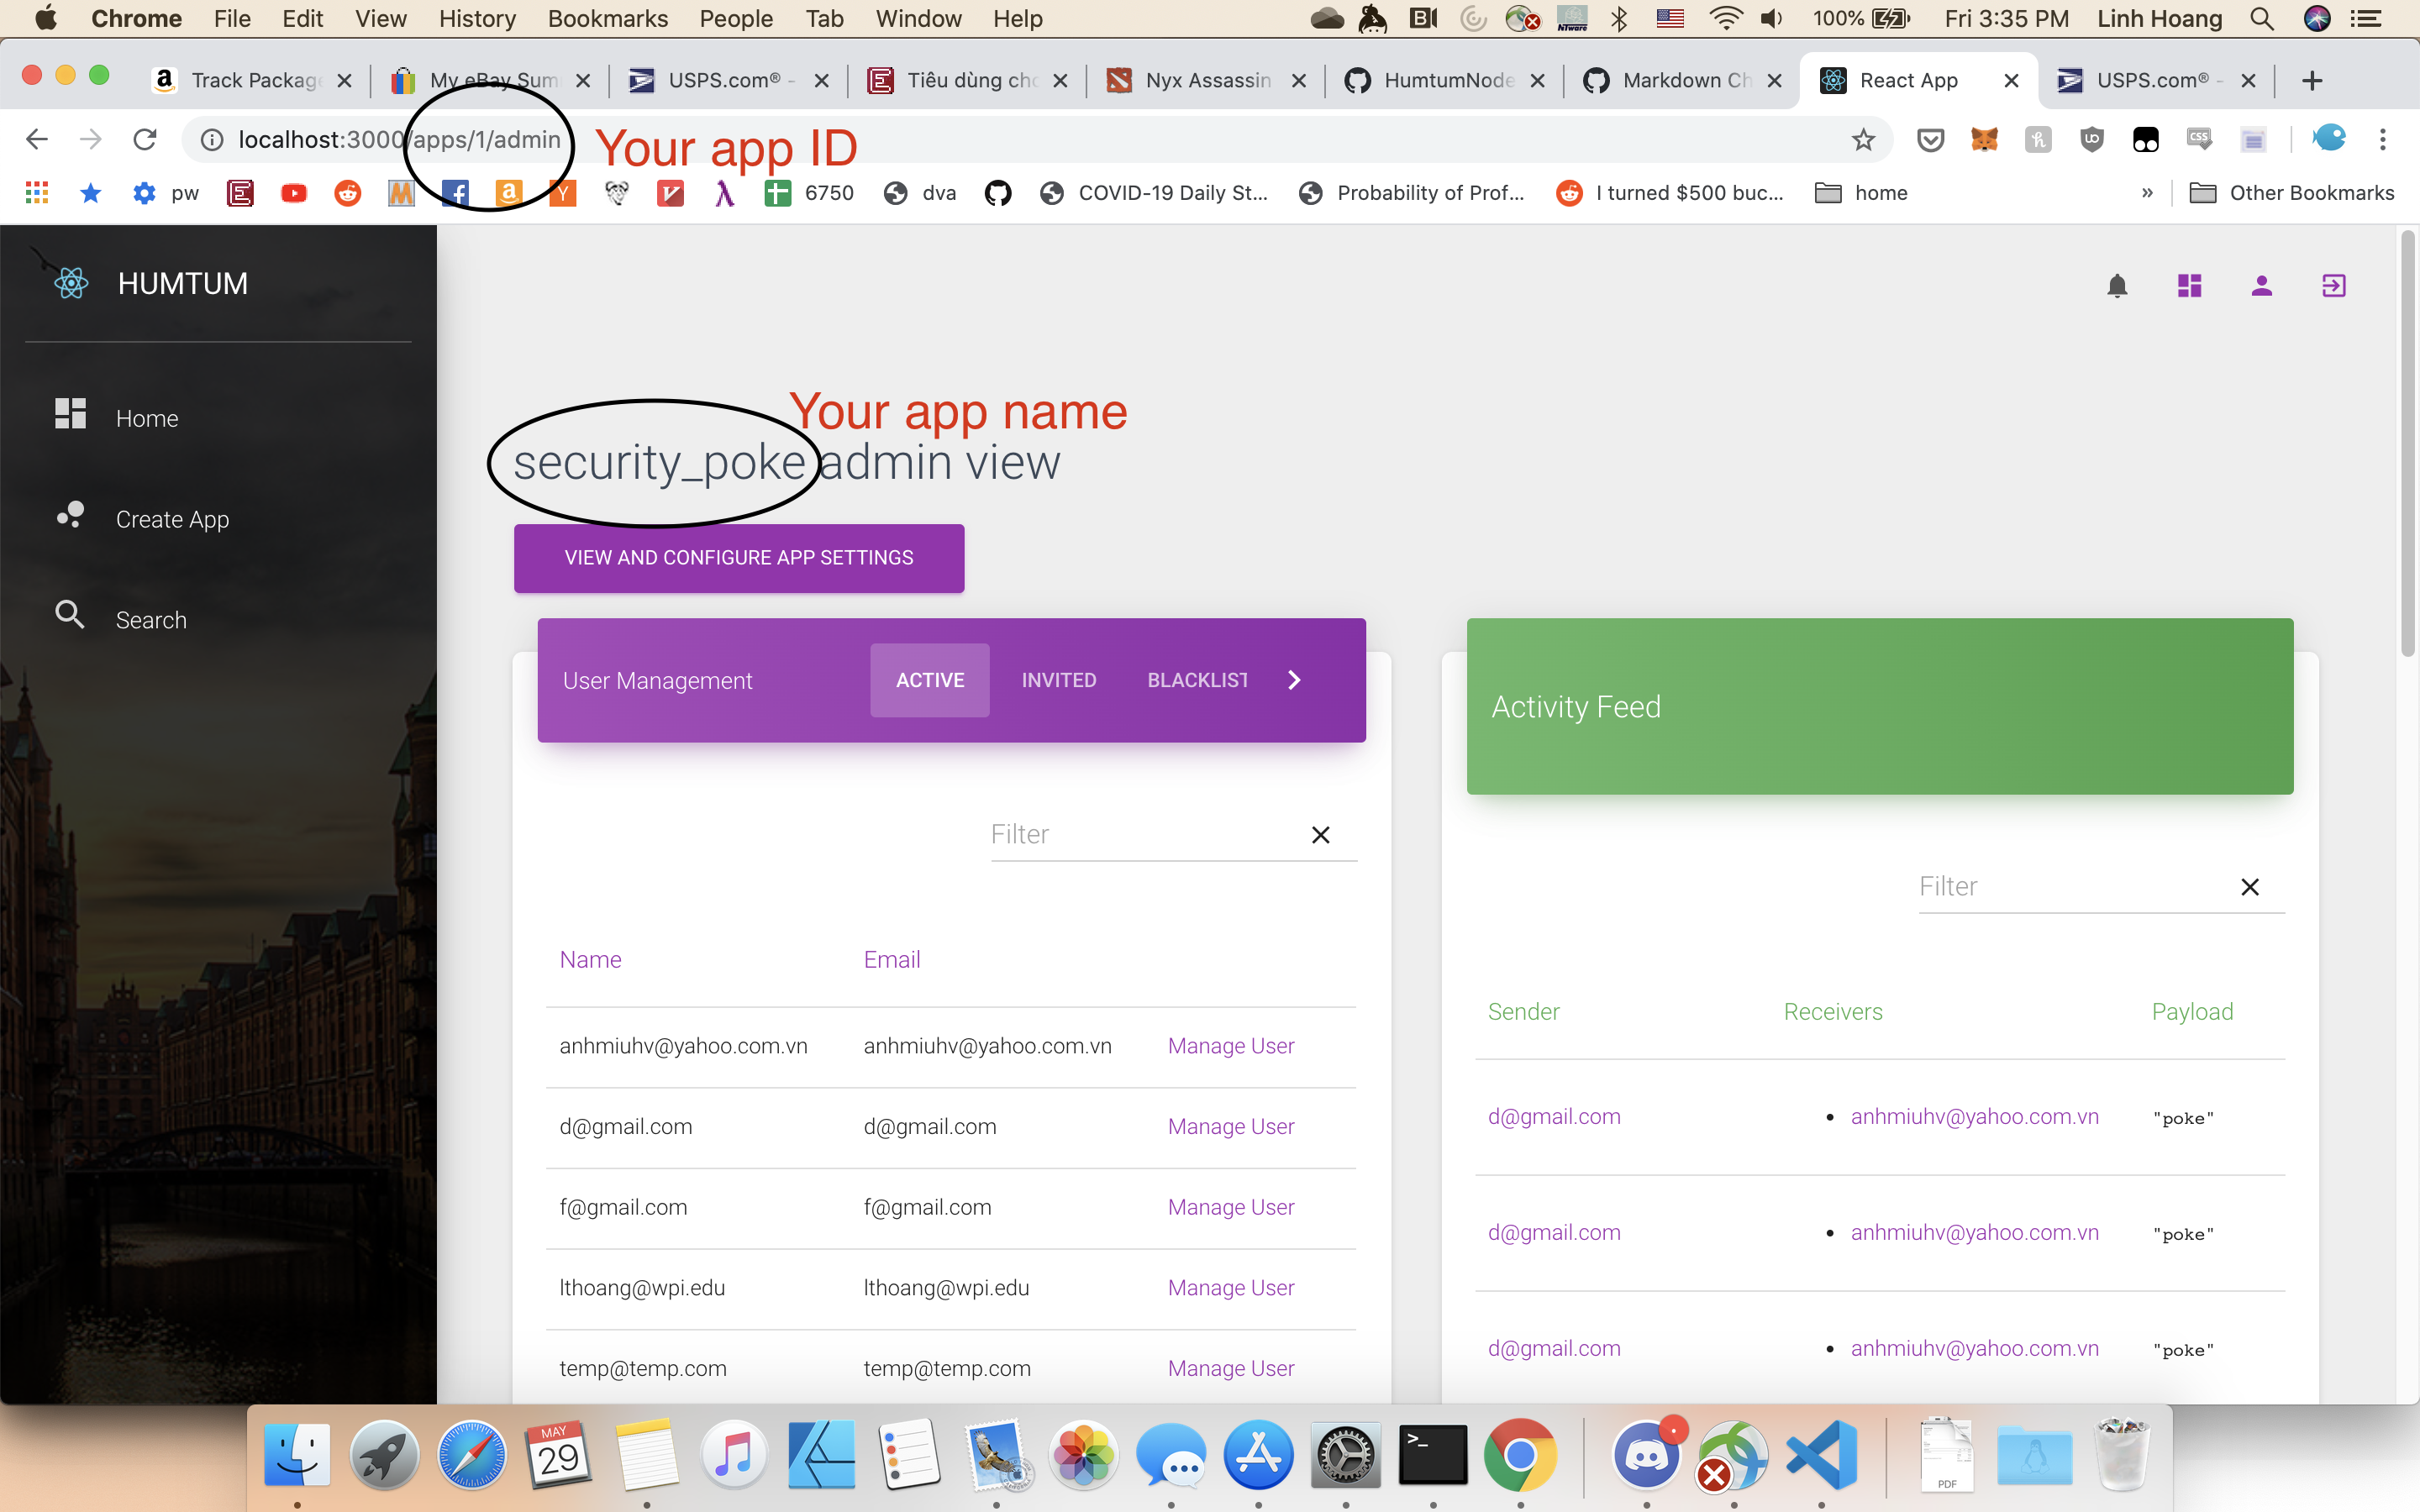 Chrome File Edit View History Bookmarks People Tab Window Help 100% Fri 3:35 PM Linh Hoang
Track Package My eBay Sum USPS.com® - Tiêu dùng cho Nyx Assassin HumtumNode Markdown Ch React App USPS.com® -
localhost:3000/apps/1/admin
Your app ID
pw 6750 dva COVID-19 Daily St... Probability of Prof... I turned $500 buc... home » Other Bookmarks
HUMTUM
Home
Create App
Search
Your app name
security_poke admin view
VIEW AND CONFIGURE APP SETTINGS
User Management ACTIVE INVITED BLACKLIST
Filter
Name Email
anhmiuhv@yahoo.com.vn anhmiuhv@yahoo.com.vn Manage User
d@gmail.com d@gmail.com Manage User
f@gmail.com f@gmail.com Manage User
lthoang@wpi.edu lthoang@wpi.edu Manage User
temp@temp.com temp@temp.com Manage User
Activity Feed
Filter
Sender Receivers Payload
d@gmail.com • anhmiuhv@yahoo.com.vn "poke"
d@gmail.com • anhmiuhv@yahoo.com.vn "poke"
d@gmail.com • anhmiuhv@yahoo.com.vn "poke"
MAY
29
PDF